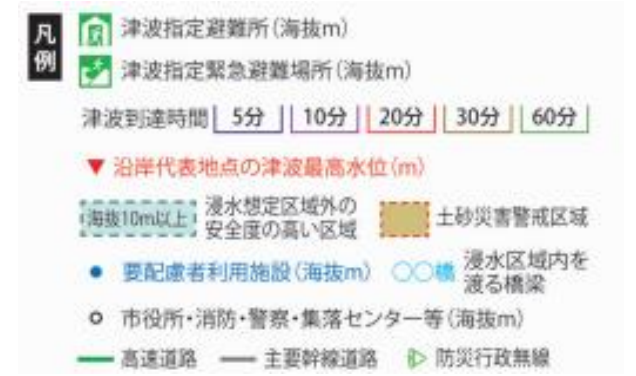 凡例
津波指定避難所(海抜m)
津波指定緊急避難場所(海抜m)
津波到達時間 5分 10分 20分 30分 60分
▼沿岸代表地点の津波最高水位(m)
海抜10m以上 浸水想定区域外の
安全度の高い区域
土砂災害警戒区域
● 要配慮者利用施設(海抜m)
○○橋 浸水区域内を
渡る橋梁
○ 市役所・消防・警察・集落センター等(海抜m)
高速道路 主要幹線道路 防災行政無線